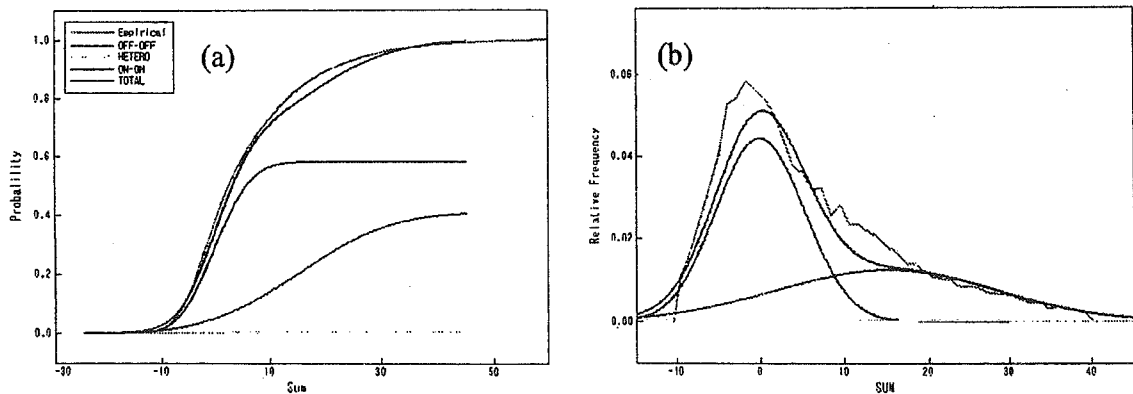 Empirical
OFF-OFF
HETERO
ON-ON
TOTAL
(a)
1.0
0.8
0.6
0.4
0.2
0.0
Probability
-30
-10
10
30
50
Sum
(b)
0.06
0.04
0.02
0.00
Relative Frequency
-10
0
10
20
30
40
SUM